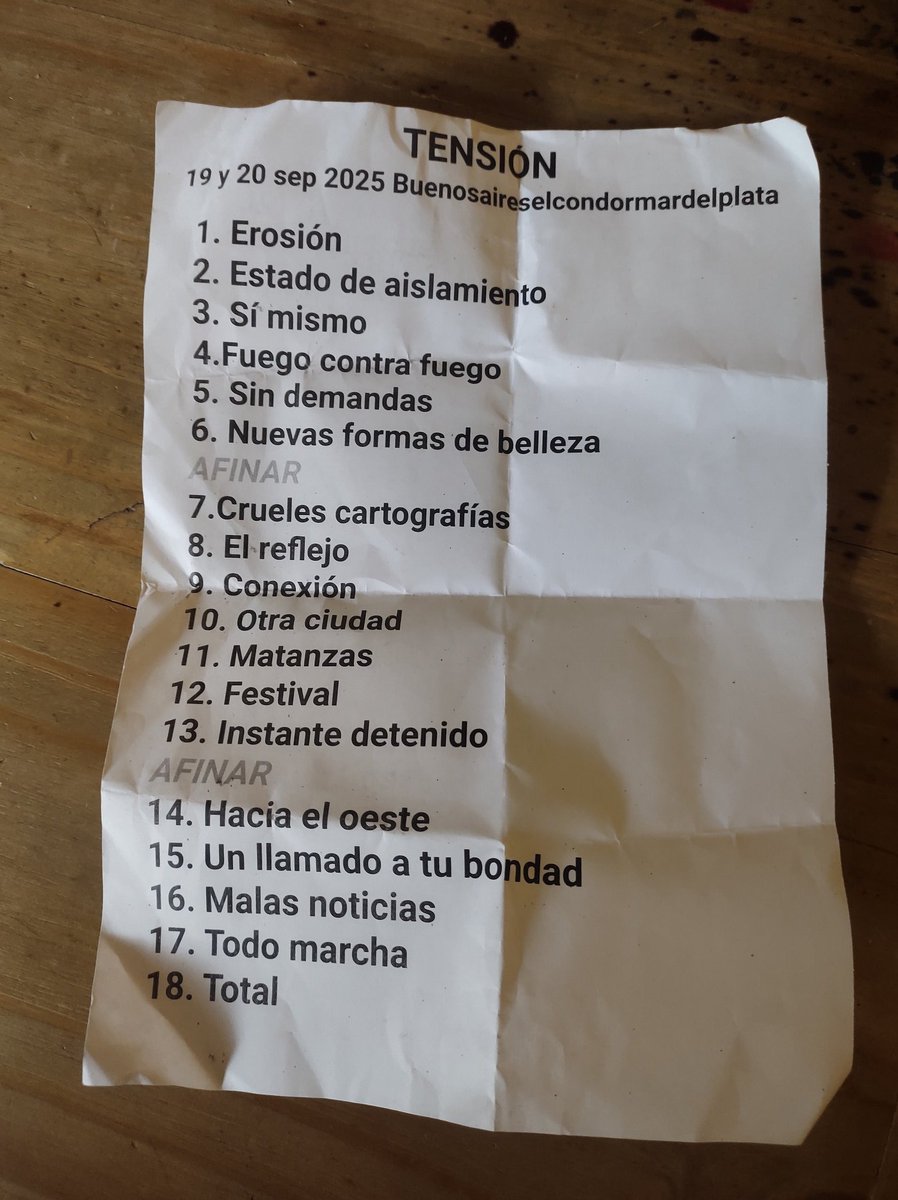 TENSIÓN
19 y 20 sep 2025 Buenosaireselcondormardelplata
1. Erosión
2. Estado de aislamiento
3. Sí mismo
4.Fuego contra fuego
5. Sin demandas
6. Nuevas formas de belleza
AFINAR
7.Crueles cartografías
8. El reflejo
9. Conexión
10. Otra ciudad
11. Matanzas
12. Festival
13. Instante detenido
AFINAR
14. Hacia el oeste
15. Un llamado a tu bondad
16. Malas noticias
17. Todo marcha
18. Total